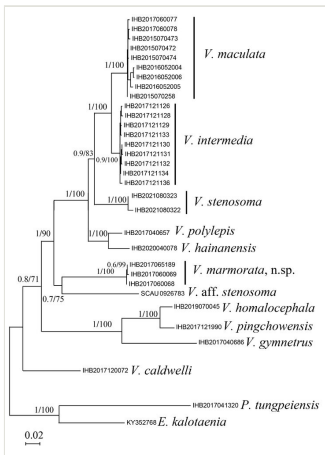 IHB2017060077
IHB2017060078
IHB2015070473
IHB2015070472
IHB2015070474
IHB2016052004
IHB2016052006
IHB2016052005
IHB2015070258
V. maculata
1/100
1/100
IHB2017121126
IHB2017121128
IHB2017121129
IHB2017121133
IHB2017121130
IHB2017121131
IHB2017121132
IHB2017121134
IHB2017121136
V. intermedia
0.9/100
0.9/83
IHB2021080323
IHB2021080322
V. stenosoma
1/100
1/100
IHB2017040657 V. polylepis
IHB2020040078 V. hainanensis
1/100
1/90
0.6/99
IHB2017065189
IHB2017060069
IHB2017060068
V. marmorata, n.sp.
1/100
0.8/71
0.7/75
SCAU0926783 V. aff. stenosoma
IHB2019070045 V. homalocephala
IHB2017121990 V. pingchowensis
1/100
1/100
IHB2017040686 V. gymnetrus
IHB2017120072 V. caldwelli
IHB2017041320 P. tungpeiensis
1/100
KY352768 E. kalotaenia
0.02